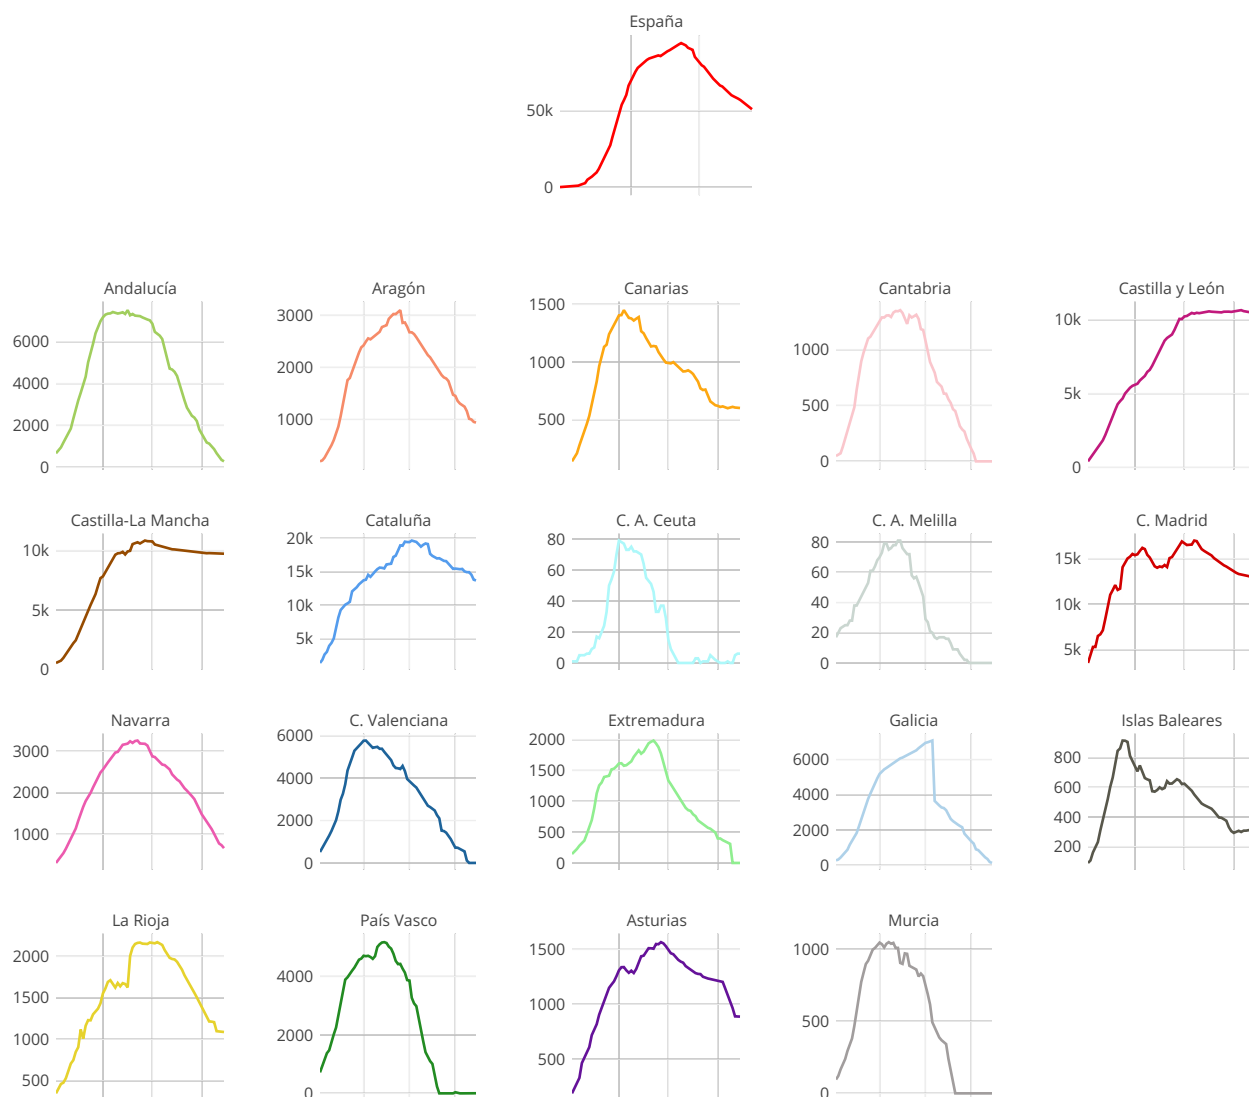 España
50k
0
Andalucía
Aragón
Canarias
Cantabria
Castilla y León
6000
4000
2000
0
3000
2000
1000
1500
1000
500
1000
500
0
10k
5k
0
Castilla-La Mancha
Cataluña
C. A. Ceuta
C. A. Melilla
C. Madrid
10k
5k
0
20k
15k
10k
5k
80
60
40
20
0
80
60
40
20
0
15k
10k
5k
Navarra
C. Valenciana
Extremadura
Galicia
Islas Baleares
3000
2000
1000
6000
4000
2000
0
2000
1500
1000
500
0
6000
4000
2000
0
800
600
400
200
La Rioja
País Vasco
Asturias
Murcia
2000
1500
1000
500
4000
2000
0
1500
1000
500
1000
500
0